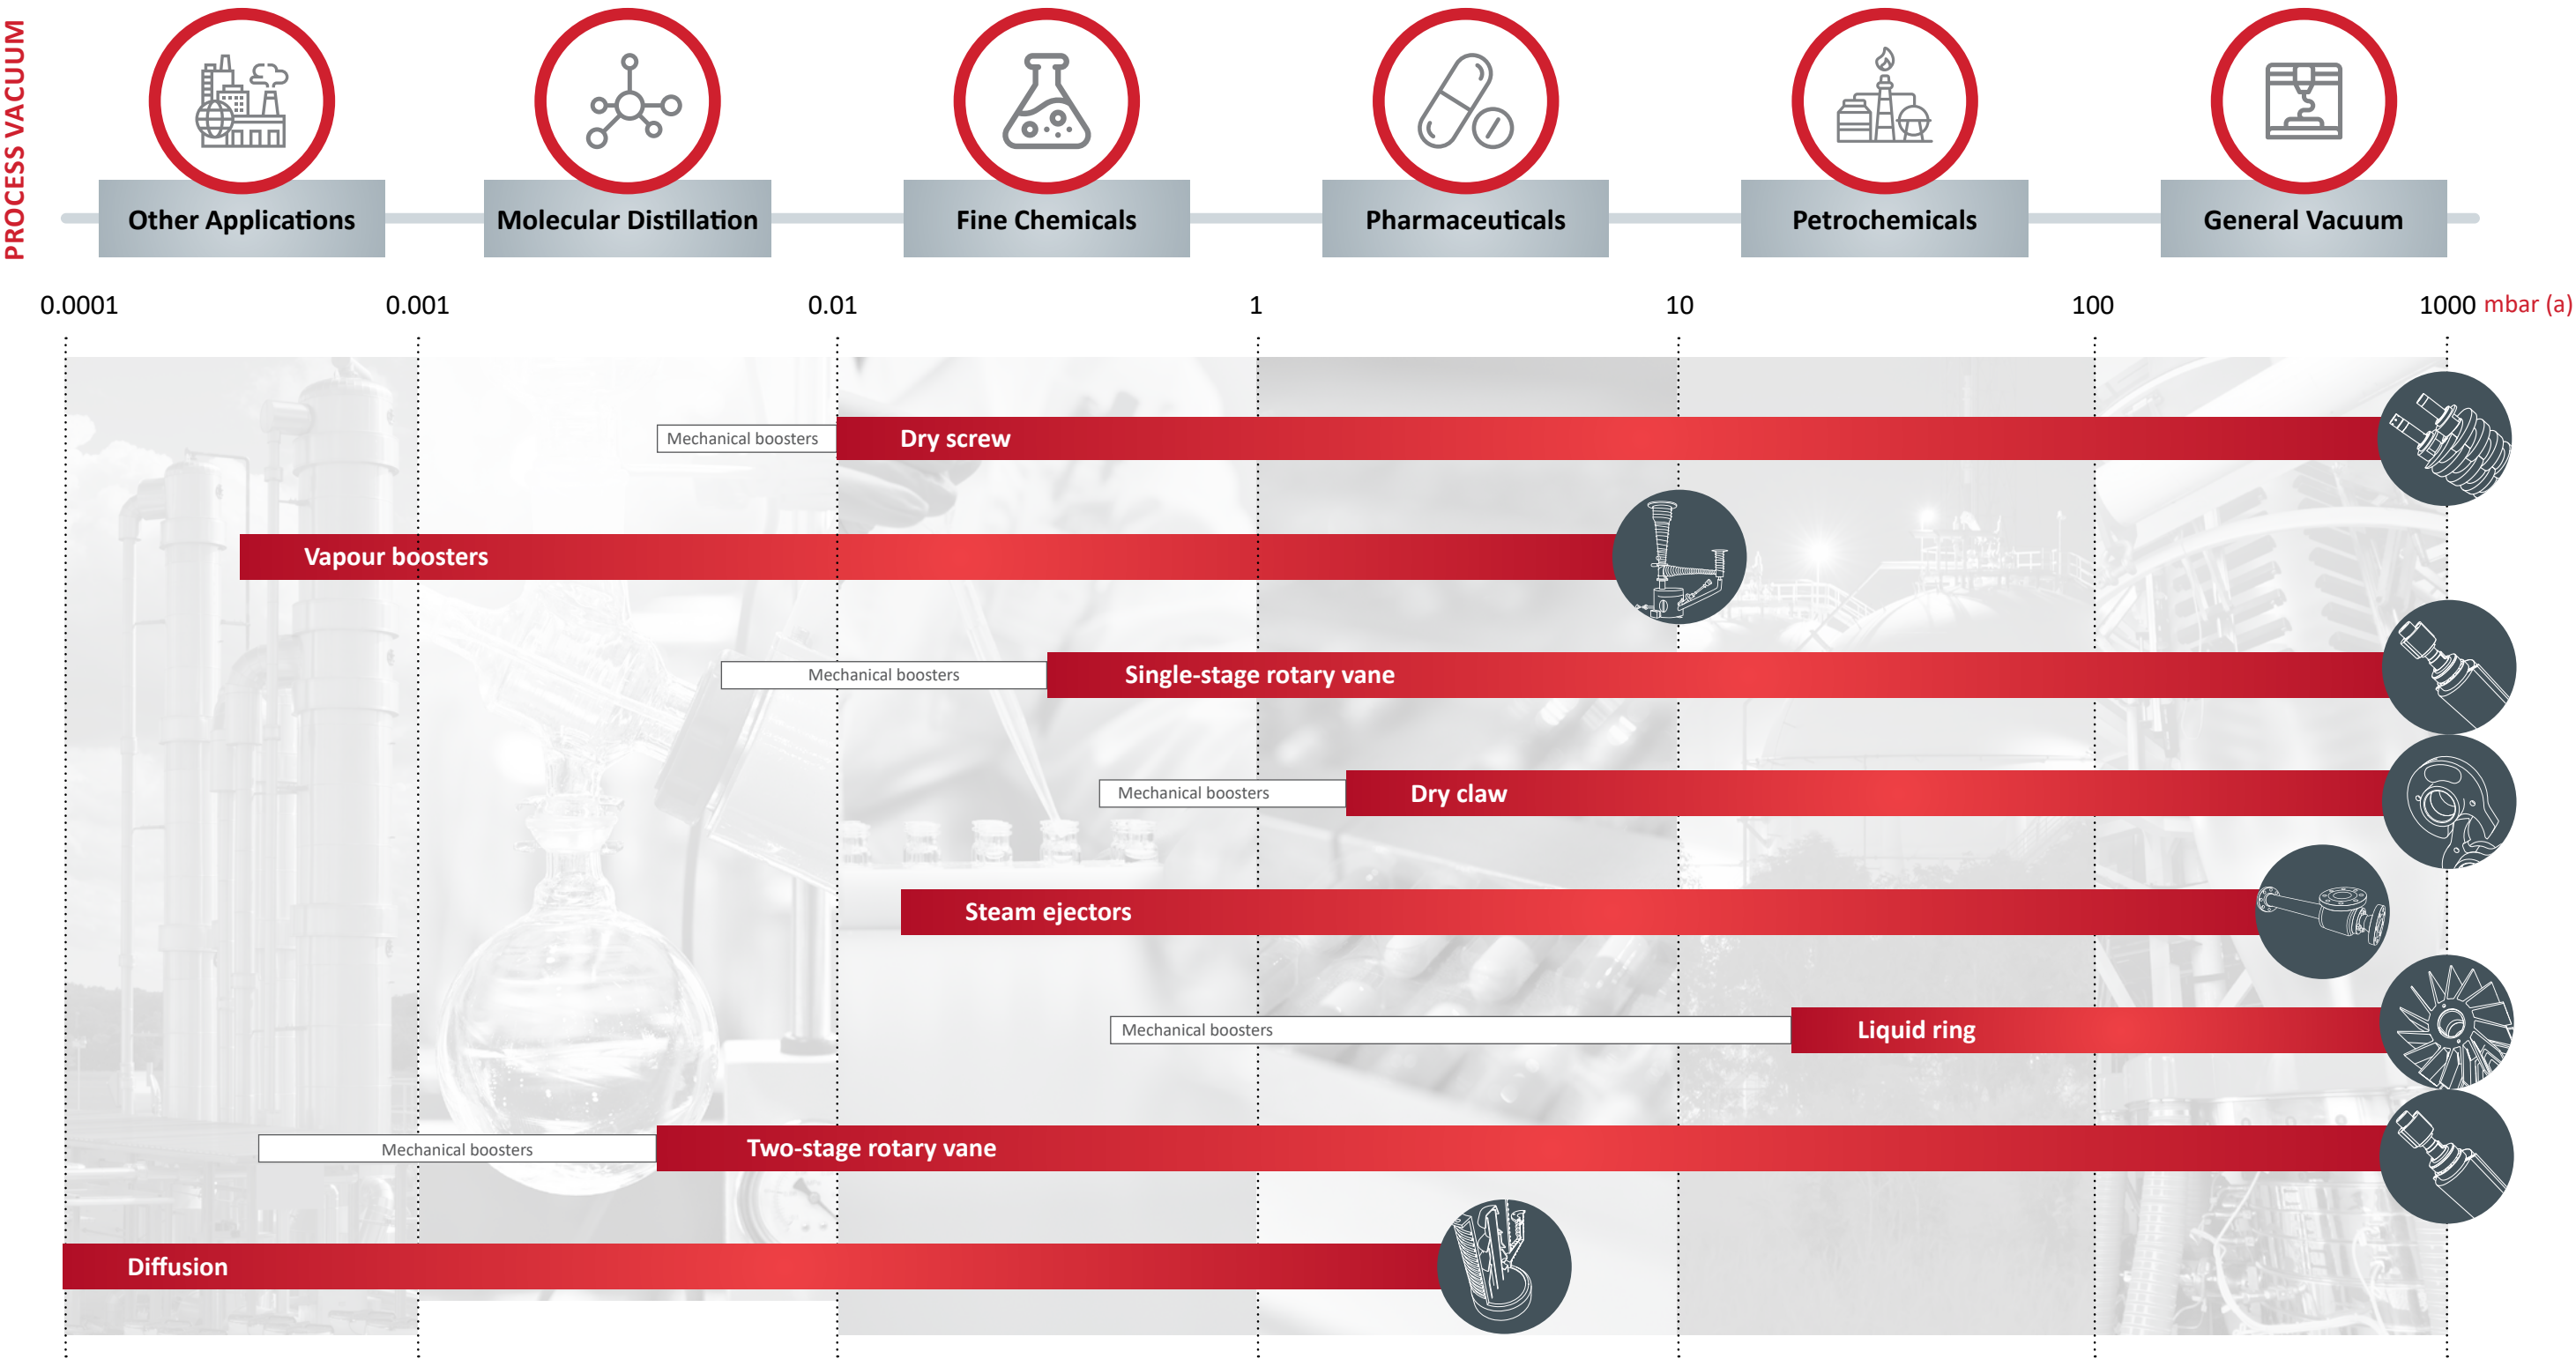 PROCESS VACUUM
Other Applications
Molecular Distillation
Fine Chemicals
Pharmaceuticals
Petrochemicals
General Vacuum
0.0001
0.001
0.01
1
10
100
1000 mbar (a)
Mechanical boosters
Dry screw
Vapour boosters
Mechanical boosters
Single-stage rotary vane
Mechanical boosters
Dry claw
Steam ejectors
Mechanical boosters
Liquid ring
Mechanical boosters
Two-stage rotary vane
Diffusion